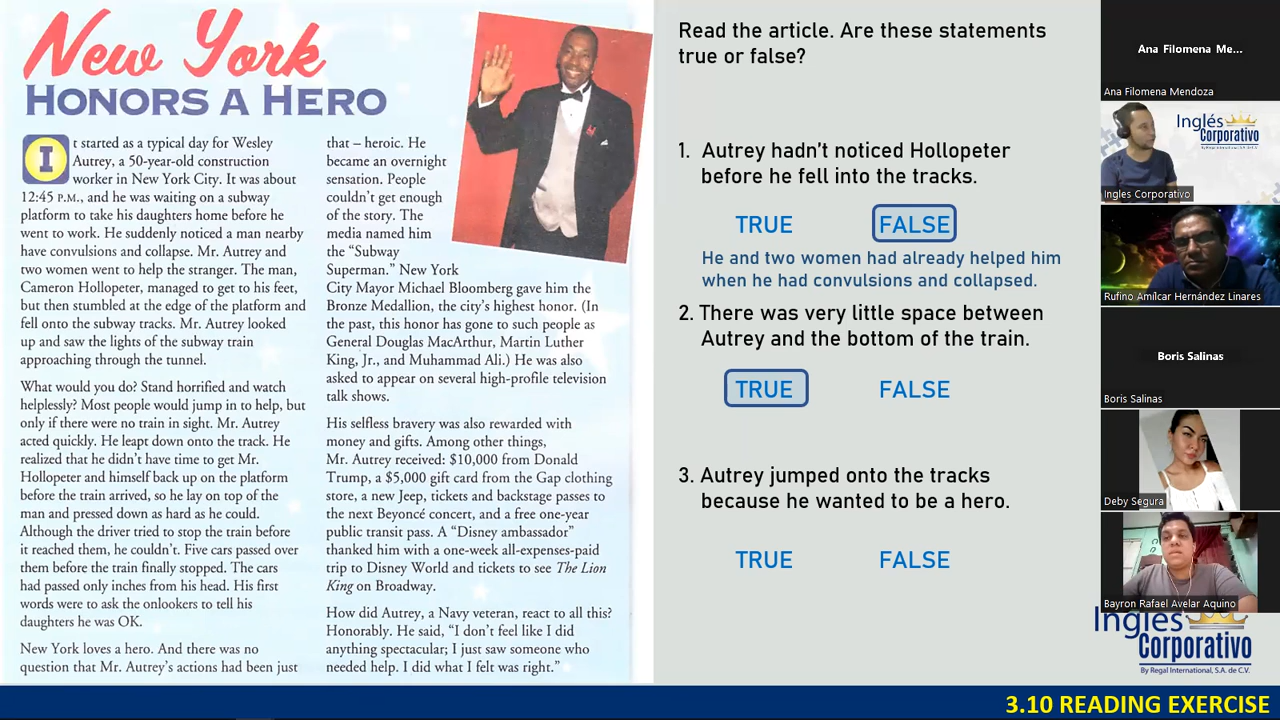 New York
HONORS A HERO
It started as a typical day for Wesley
Autrey, a 50-year-old construction
worker in New York City. It was about
12:45 P.M., and he was waiting on a subway
platform to take his daughters home before he
went to work. He suddenly noticed a man nearby
have convulsions and collapse. Mr. Autrey and
two women went to help the stranger. The man,
Cameron Hollopeter, managed to get to his feet,
but then stumbled at the edge of the platform and
fell onto the subway tracks. Mr. Autrey looked
up and saw the lights of the subway train
approaching through the tunnel.
What would you do? Stand horrified and watch
helplessly? Most people would jump in to help, but
only if there were no train in sight. Mr. Autrey
acted quickly. He leapt down onto the track. He
realized that he didn't have time to get Mr.
Hollopeter and himself back up on the platform
before the train arrived, so he lay on top of the
man and pressed down as hard as he could.
Although the driver tried to stop the train before
it reached them, he couldn't. Five cars passed over
them before the train finally stopped. The cars
had passed only inches from his head. His first
words were to ask the onlookers to tell his
daughters he was OK.
New York loves a hero. And there was no
question that Mr. Autrey's actions had been just
that – heroic. He
became an overnight
sensation. People
couldn't get enough
of the story. The
media named him
the “Subway
Superman.” New York
City Mayor Michael Bloomberg gave him the
Bronze Medallion, the city's highest honor. (In
the past, this honor has gone to such people as
General Douglas MacArthur, Martin Luther
King, Jr., and Muhammad Ali.) He was also
asked to appear on several high-profile television
talk shows.
His selfless bravery was also rewarded with
money and gifts. Among other things,
Mr. Autrey received: $10,000 from Donald
Trump, a $5,000 gift card from the Gap clothing
store, a new Jeep, tickets and backstage passes to
the next Beyoncé concert, and a free one-year
public transit pass. A “Disney ambassador”
thanked him with a one-week all-expenses-paid
trip to Disney World and tickets to see The Lion
King on Broadway.
How did Autrey, a Navy veteran, react to all this?
Honorably. He said, “I don't feel like I did
anything spectacular; I just saw someone who
needed help. I did what I felt was right.”
Read the article. Are these statements
true or false?
1. Autrey hadn't noticed Hollopeter
before he fell into the tracks.
TRUE FALSE
He and two women had already helped him
when he had convulsions and collapsed.
2. There was very little space between
Autrey and the bottom of the train.
TRUE FALSE
3. Autrey jumped onto the tracks
because he wanted to be a hero.
TRUE FALSE
Ana Filomena Me...
Ana Filomena Mendoza
Inglés
Corporativo
By Regal International, S.A. de C.V.
Ingles Corporativo
Rufino Amílcar Hernández Linares
Boris Salinas
Boris Salinas
Deby Segura
Bayron Rafael Avelar Aquino
Inglés
Corporativo
By Regal International, S.A. de C.V.
3.10 READING EXERCISE